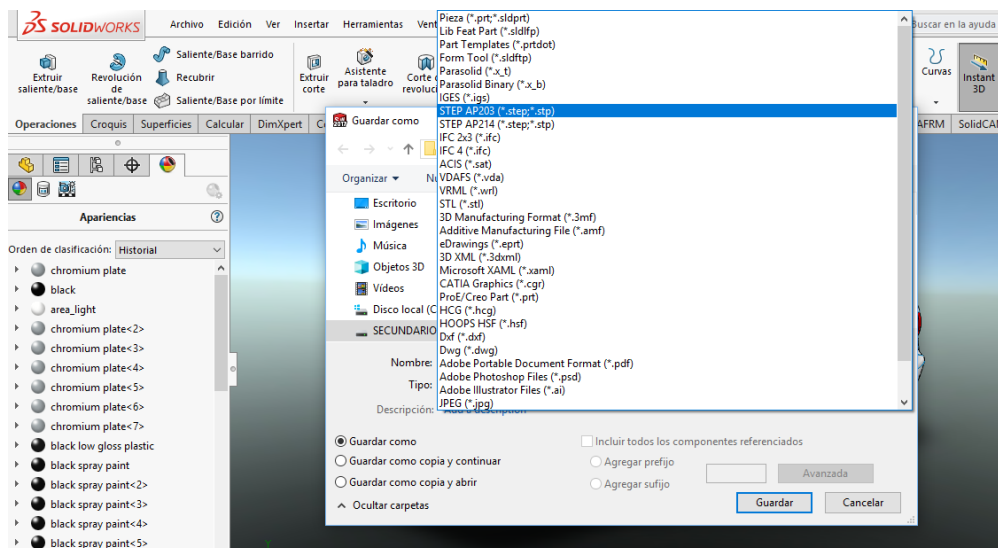 SOLIDWORKS
Archivo Edición Ver Insertar Herramientas Vent
Buscar en la ayuda
Extruir saliente/base
Revolución de saliente/base
Saliente/Base barrido
Recubrir
Saliente/Base por límite
Extruir corte
Asistente para taladro
Corte
revoluci
Curvas
Instant 3D
Operaciones Croquis Superficies Calcular DimXpert
AFRM SolidCA
Apariencias
Orden de clasificación: Historial
chromium plate
black
area_light
chromium plate<2>
chromium plate<3>
chromium plate<4>
chromium plate<5>
chromium plate<6>
chromium plate<7>
black low gloss plastic
black spray paint
black spray paint<2>
black spray paint<3>
black spray paint<4>
black spray paint<5>
Guardar como
Organizar
Escritorio
Imágenes
Música
Objetos 3D
Vídeos
Disco local (C
SECUNDARIO
Nombre:
Tipo:
Descripción:
Pieza (*.prt;*.sldprt)
Lib Feat Part (*.sldlfp)
Part Templates (*.prtdot)
Form Tool (*.sldftp)
Parasolid (*.x_t)
Parasolid Binary (*.x_b)
IGES (*.igs)
STEP AP203 (*.step;*.stp)
STEP AP214 (*.step;*.stp)
IFC 2x3 (*.ifc)
IFC 4 (*.ifc)
ACIS (*.sat)
VDAFS (*.vda)
VRML (*.wrl)
STL (*.stl)
3D Manufacturing Format (*.3mf)
Additive Manufacturing File (*.amf)
eDrawings (*.eprt)
3D XML (*.3dxml)
Microsoft XAML (*.xaml)
CATIA Graphics (*.cgr)
ProE/Creo Part (*.prt)
HCG (*.hcg)
HOOPS HSF (*.hsf)
Dxf (*.dxf)
Dwg (*.dwg)
Adobe Portable Document Format (*.pdf)
Adobe Photoshop Files (*.psd)
Adobe Illustrator Files (*.ai)
JPEG (*.jpg)
Guardar como
Guardar como copia y continuar
Guardar como copia y abrir
Incluir todos los componentes referenciados
Agregar prefijo
Agregar sufijo
Avanzada
Ocultar carpetas
Guardar
Cancelar